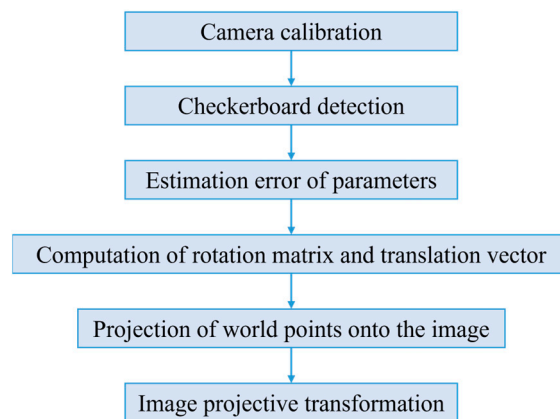 Camera calibration
Checkerboard detection
Estimation error of parameters
Computation of rotation matrix and translation vector
Projection of world points onto the image
Image projective transformation